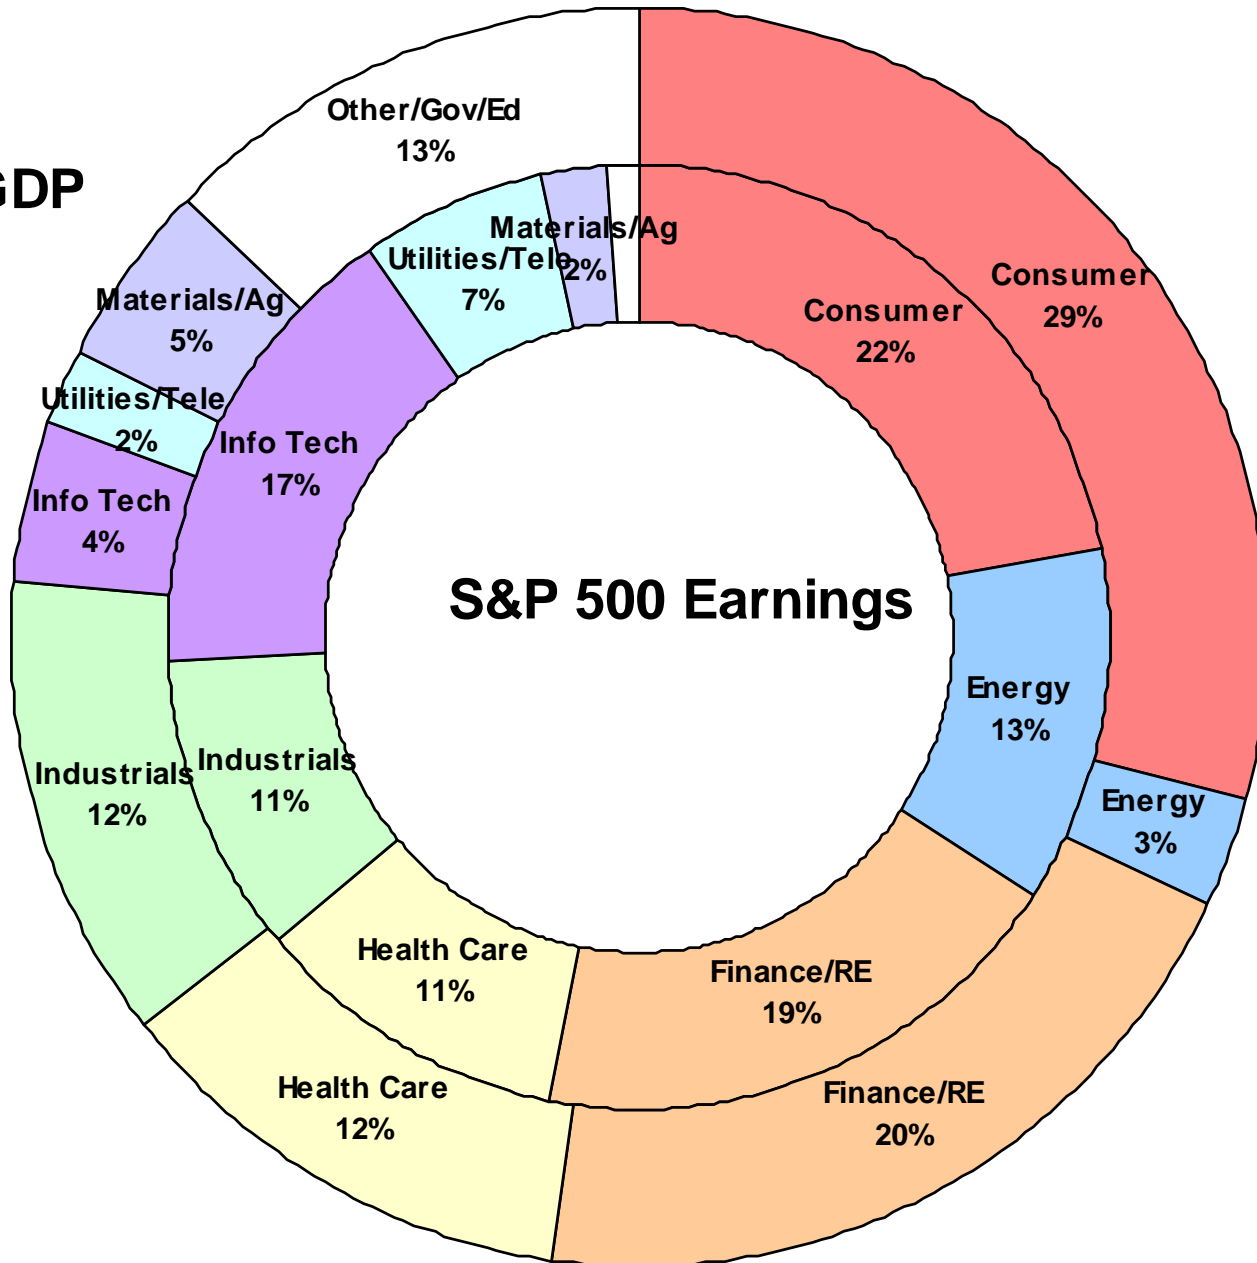 Other/Gov/Ed
13%
GDP
Materials/Ag
2%
Utilities/Tele
7%
Consumer
29%
Consumer
22%
Materials/Ag
5%
Utilities/Tele
2%
Info Tech
17%
Info Tech
4%
S&P 500 Earnings
Energy
13%
Industrials
11%
Industrials
12%
Energy
3%
Health Care
11%
Finance/RE
19%
Health Care
12%
Finance/RE
20%